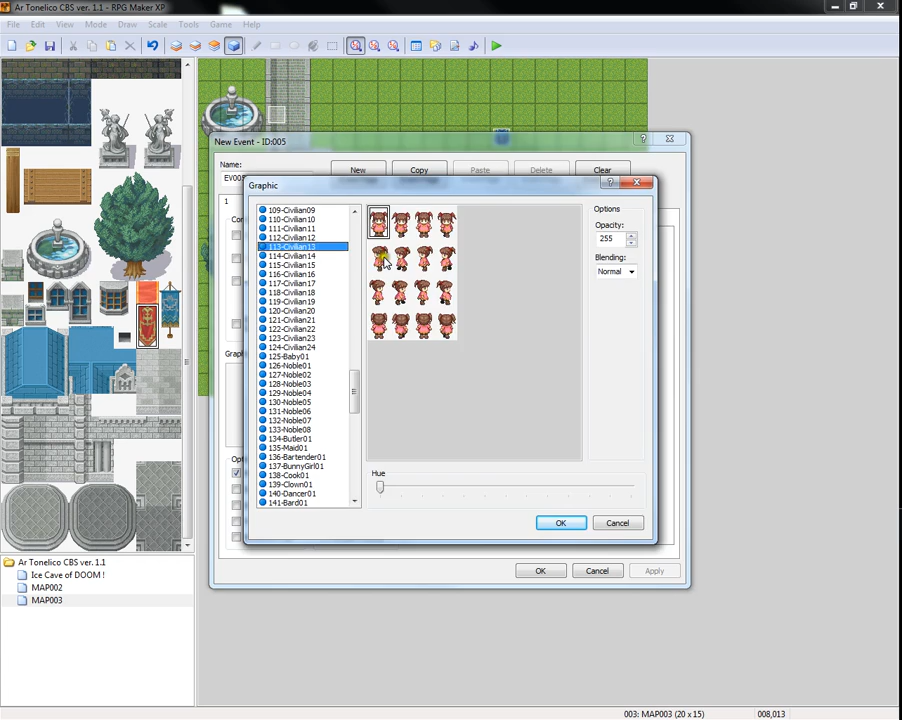 Ar Tonelico CBS ver. 1.1 - RPG Maker XP
File Edit View Mode Draw Scale Tools Game Help
New Event - ID:005
Name:
New Copy Paste Delete Clear
Graphic
1
109-Civilian09
110-Civilian10
111-Civilian11
112-Civilian12
113-Civilian13
114-Civilian14
115-Civilian15
116-Civilian16
117-Civilian17
118-Civilian18
119-Civilian19
120-Civilian20
121-Civilian21
122-Civilian22
123-Civilian23
124-Civilian24
125-Baby01
126-Noble01
127-Noble02
128-Noble03
129-Noble04
130-Noble05
131-Noble06
132-Noble07
133-Noble08
134-Butler01
135-Maid01
136-Bartender01
137-BunnyGirl01
138-Cook01
139-Clown01
140-Dancer01
141-Bard01
Options
Opacity:
255
Blending:
Normal
Hue
OK Cancel
OK Cancel Apply
Ar Tonelico CBS ver. 1.1
Ice Cave of DOOM !
MAP002
MAP003
003: MAP003 (20 x 15) 008,013